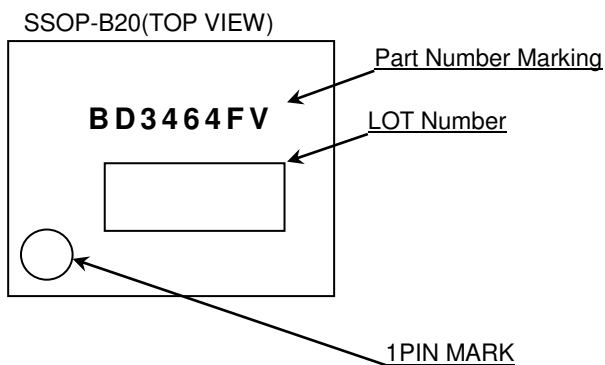 SSOP-B20(TOP VIEW)
Part Number Marking
BD3464FV
LOT Number
1PIN MARK